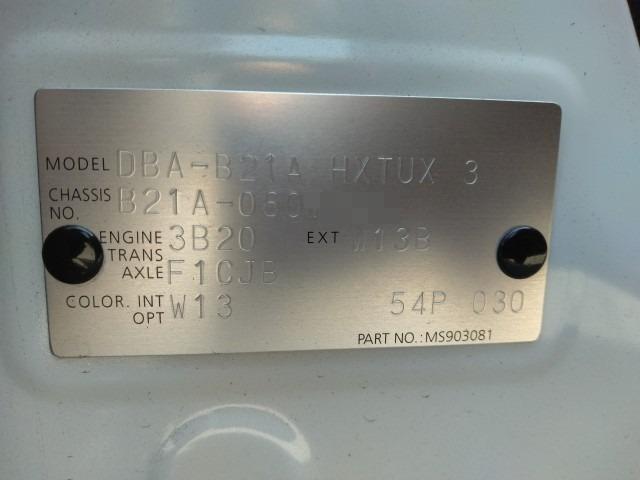 MODEL DBA-B21A HXTUX 3
CHASSIS NO. B21A-060
ENGINE 3B20 EXT W13B
TRANS AXLE F1CJB
COLOR. INT OPT W13 54P 030
PART NO.:MS903081